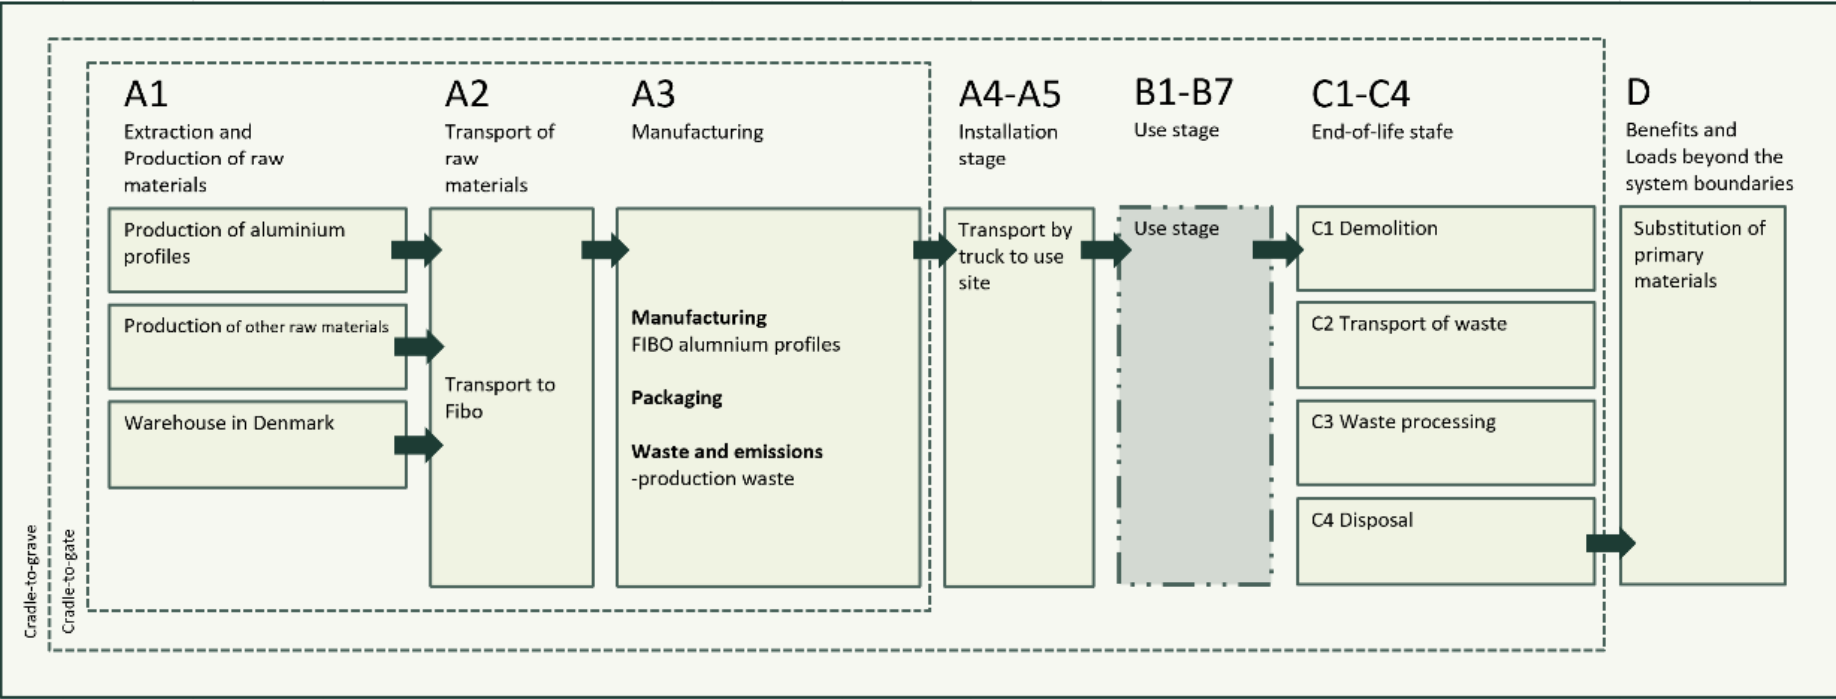 A1
Extraction and
Production of raw
materials
Production of aluminium
profiles
Production of other raw materials
Warehouse in Denmark
A2
Transport of
raw
materials
Transport to
Fibo
A3
Manufacturing
Manufacturing
FIBO alumnium profiles
Packaging
Waste and emissions
-production waste
A4-A5
Installation
stage
Transport by
truck to use
site
B1-B7
Use stage
Use stage
C1-C4
End-of-life stafe
C1 Demolition
C2 Transport of waste
C3 Waste processing
C4 Disposal
D
Benefits and
Loads beyond the
system boundaries
Substitution of
primary
materials
Cradle-to-grave
Cradle-to-gate